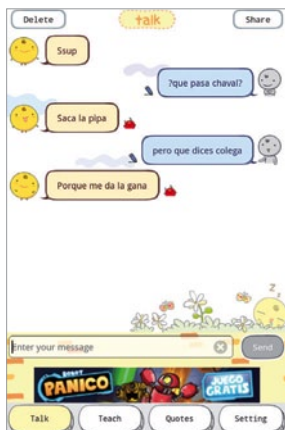 Delete
talk
Share
Ssup
?que pasa chaval?
Saca la pipa
pero que dices colega
Porque me da la gana
z z
Enter your message
Send
ROBOT
PANICO
JUEGO
GRATIS
Talk
Teach
Quotes
Setting